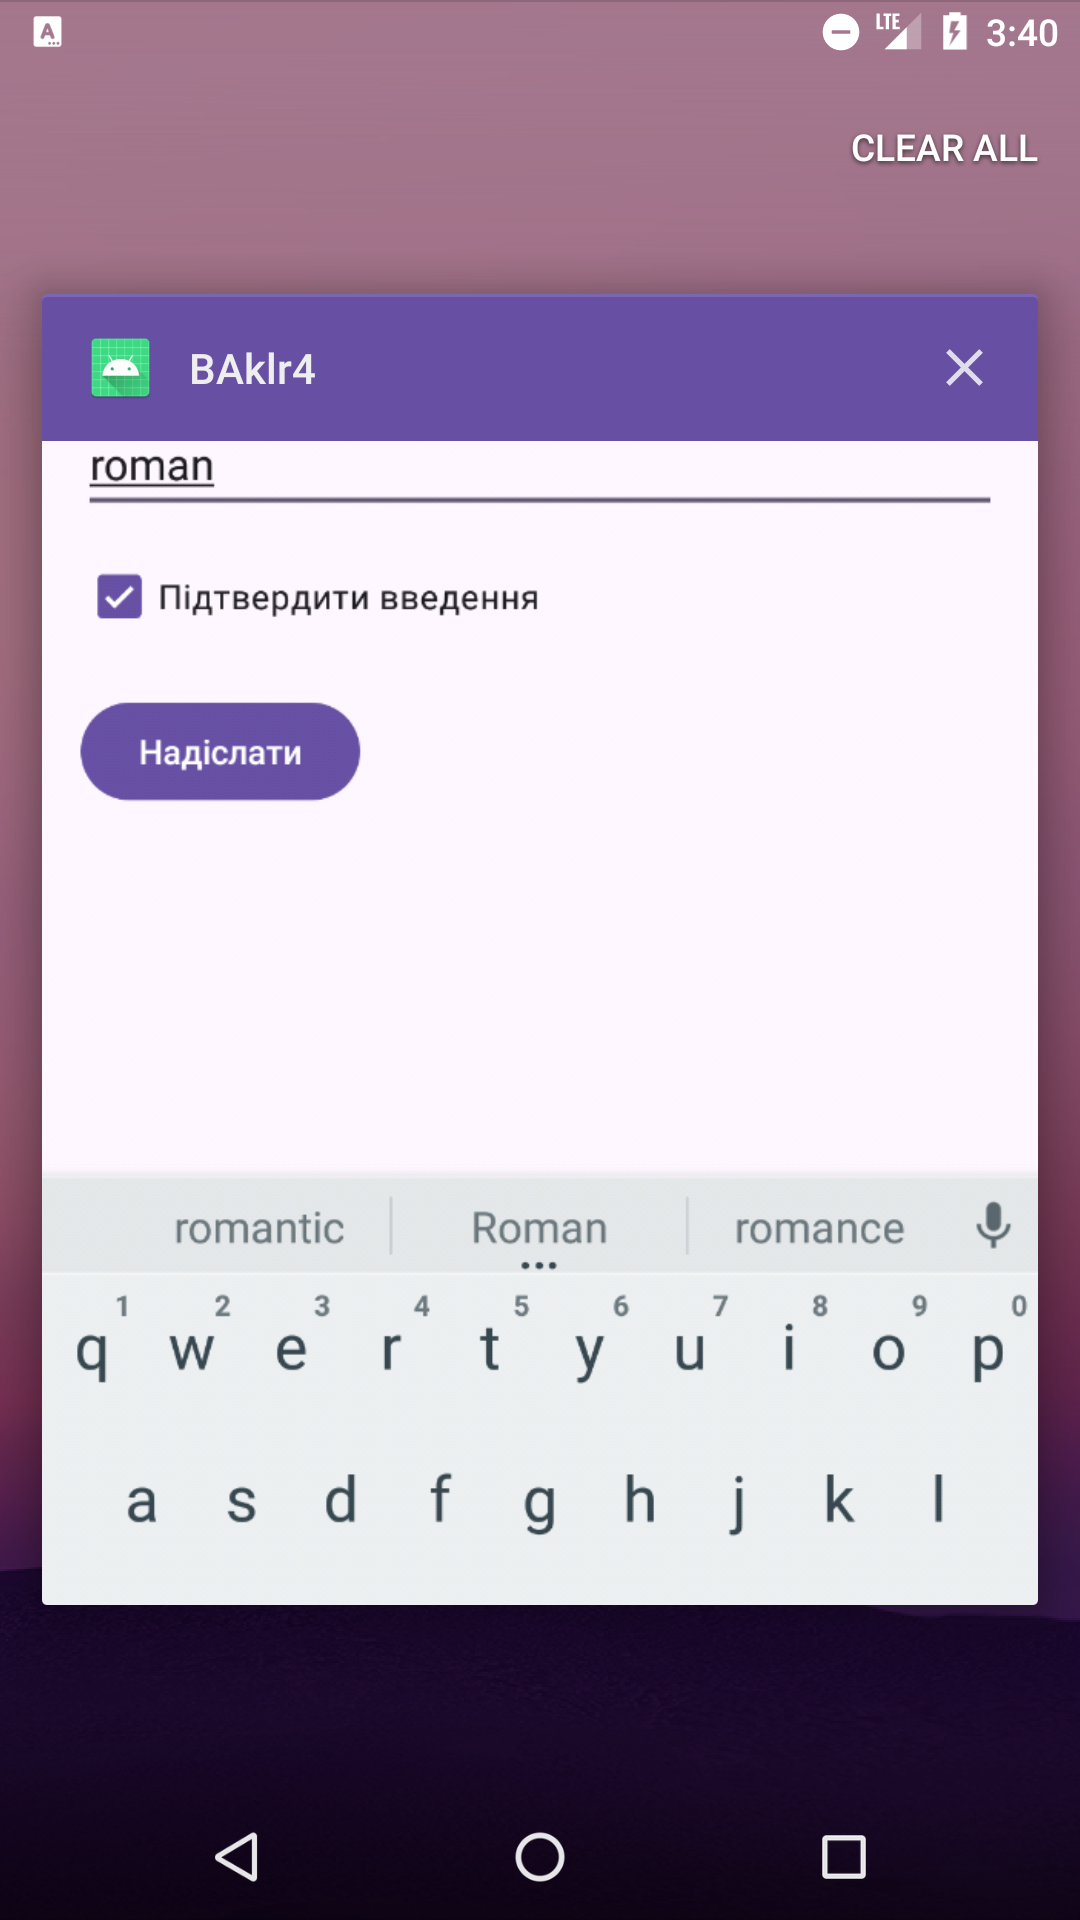 LTE 3:40
CLEAR ALL
BAklr4
roman
Підтвердити введення
Надіслати
romantic Roman romance
1 2 3 4 5 6 7 8 9 0
q w e r t y u i o p
a s d f g h j k l